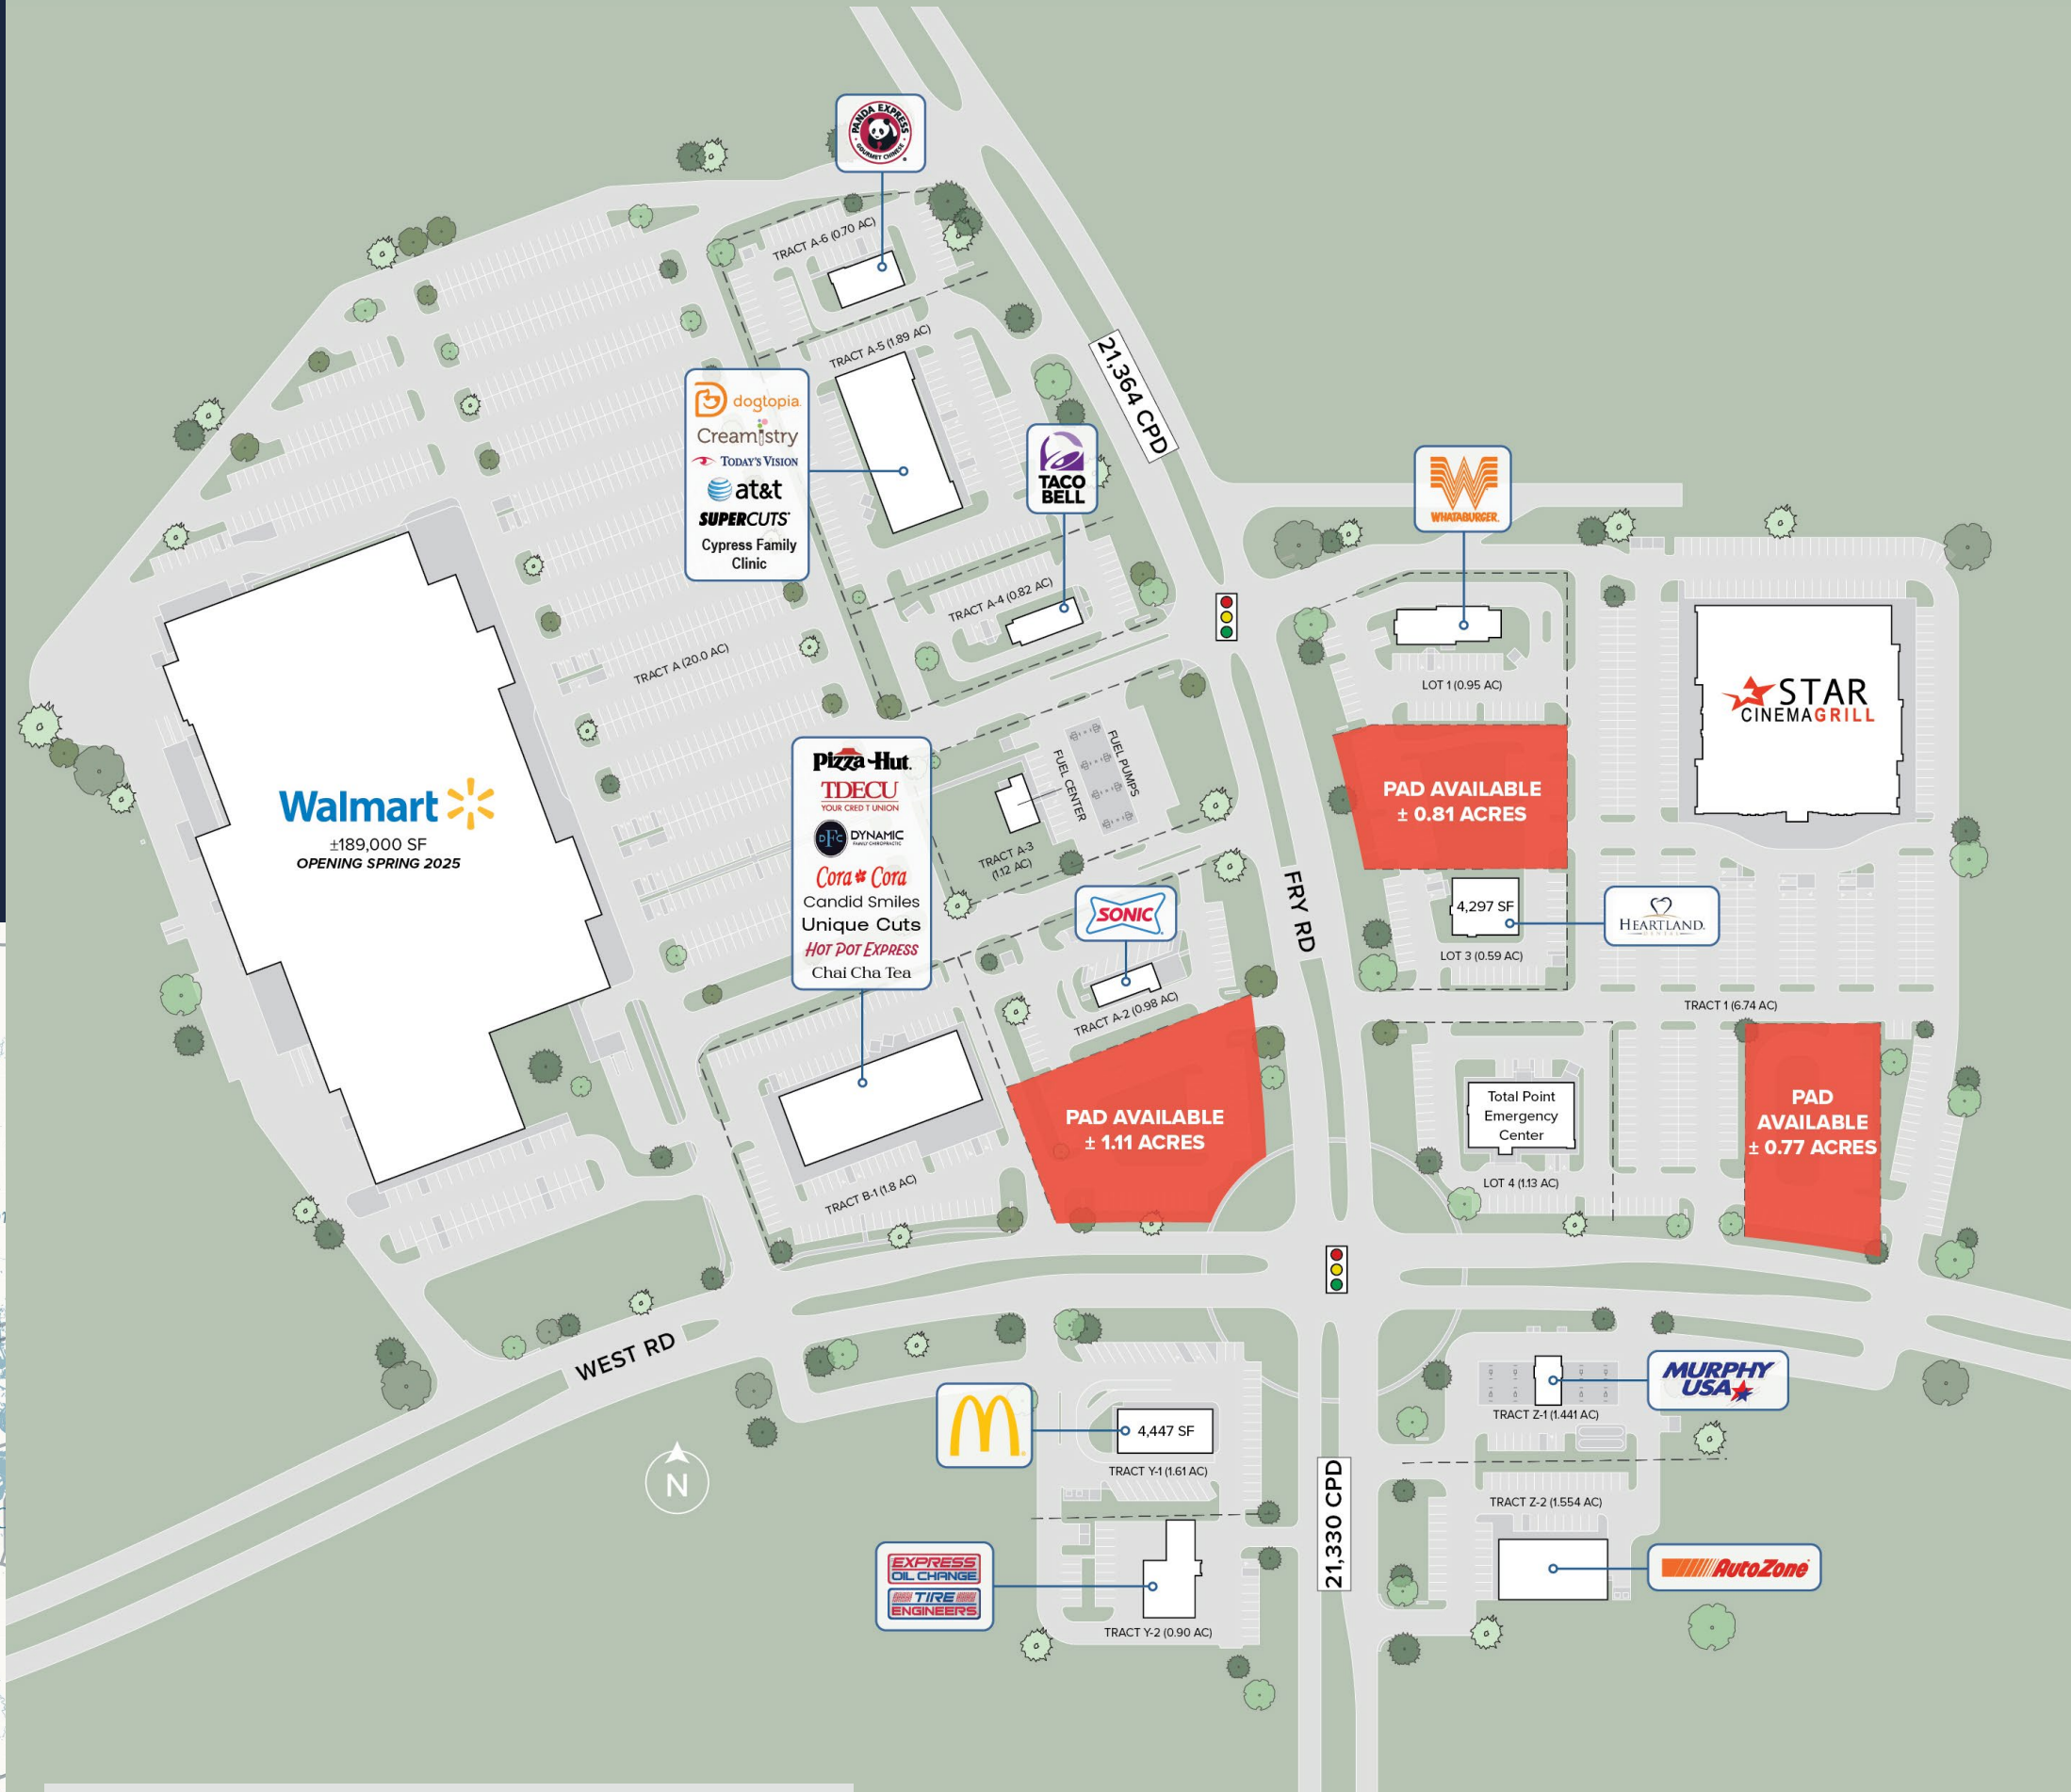 PANDA EXPRESS
GOURMET CHINESE
TRACT A-6 (0.70 AC)
TRACT A-5 (1.89 AC)
21,364 CPD
dogtopia
Creamistry
TODAY'S VISION
at&t
SUPERCUTS
Cypress Family
Clinic
TACO
BELL
WHATABURGER.
TRACT A-4 (0.82 AC)
TRACT A (20.0 AC)
LOT 1 (0.95 AC)
STAR
CINEMAGRILL
Walmart
±189,000 SF
OPENING SPRING 2025
Pizza Hut.
TDECU
YOUR CRED T UNION
DFC DYNAMIC
FAMILY CHIROPRACTIC
Cora Cora
Candid Smiles
Unique Cuts
HOT POT EXPRESS
Chai Cha Tea
FUEL PUMPS
FUEL CENTER
TRACT A-3
(1.12 AC)
PAD AVAILABLE
± 0.81 ACRES
FRY RD
SONIC
4,297 SF
HEARTLAND
DENTAL
LOT 3 (0.59 AC)
TRACT A-2 (0.98 AC)
TRACT 1 (6.74 AC)
PAD AVAILABLE
± 1.11 ACRES
Total Point
Emergency
Center
PAD
AVAILABLE
± 0.77 ACRES
LOT 4 (1.13 AC)
TRACT B-1 (1.8 AC)
WEST RD
N
4,447 SF
TRACT Y-1 (1.61 AC)
MURPHY
USA
TRACT Z-1 (1.441 AC)
21,330 CPD
TRACT Z-2 (1.554 AC)
EXPRESS
OIL CHANGE
TIRE
ENGINEERS
AutoZone
TRACT Y-2 (0.90 AC)